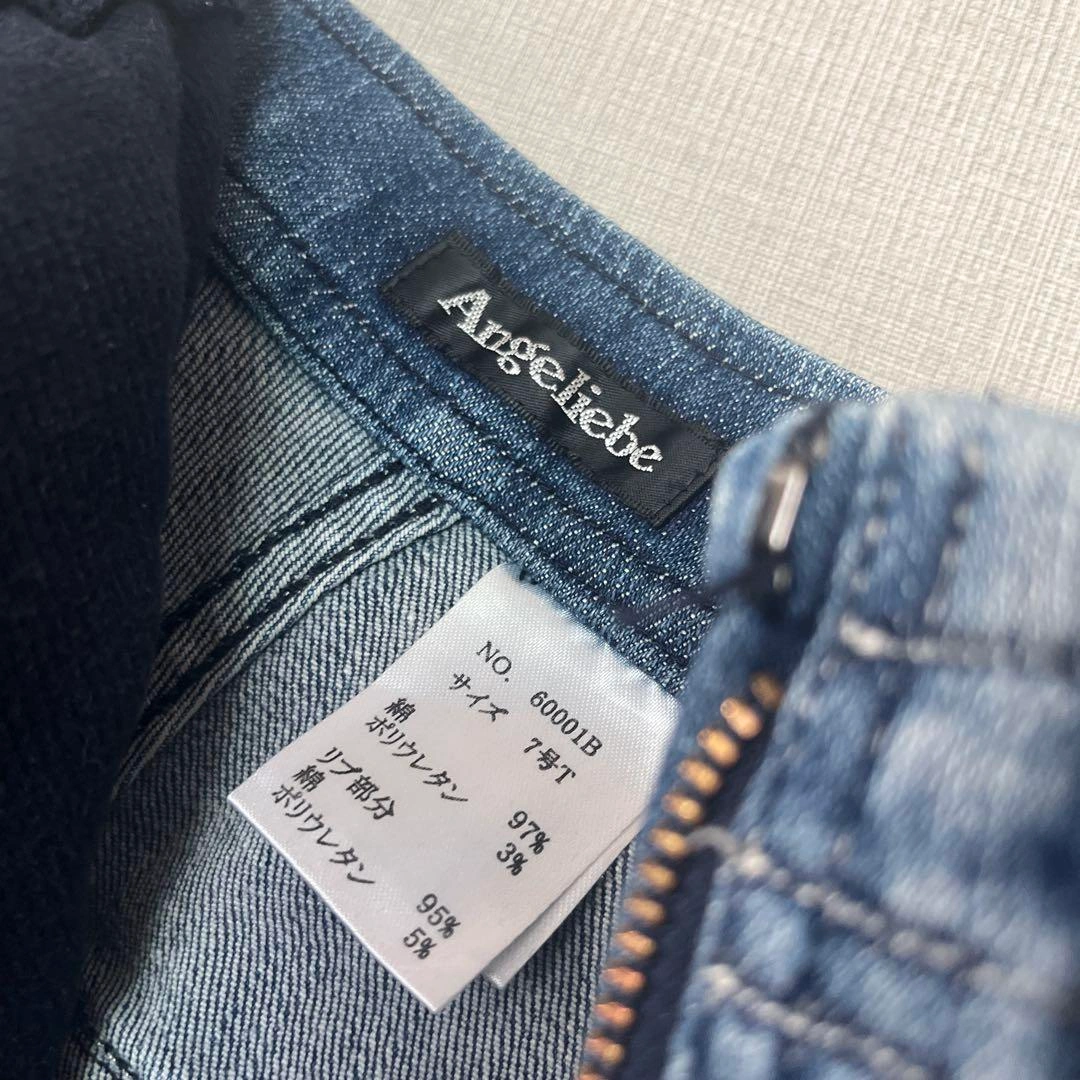 Angeliebe
NO. 60001B
サイズ 7号T
綿 97%
ポリウレタン 3%
リブ部分
綿 95%
ポリウレタン 5%